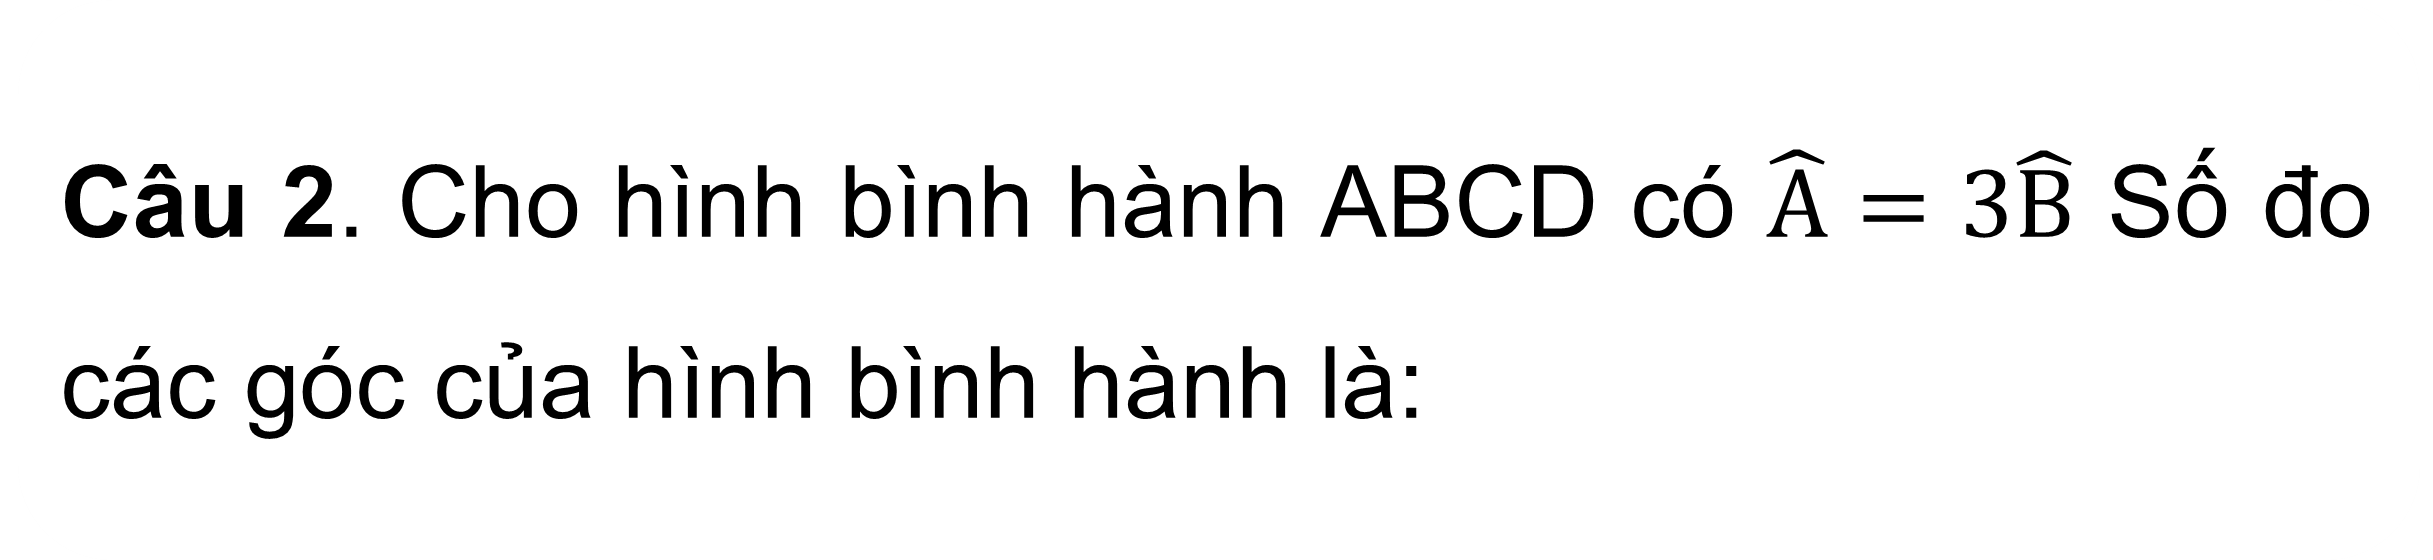 Câu 2. Cho hình bình hành ABCD có Â = 3B̂ Số đo
các góc của hình bình hành là: